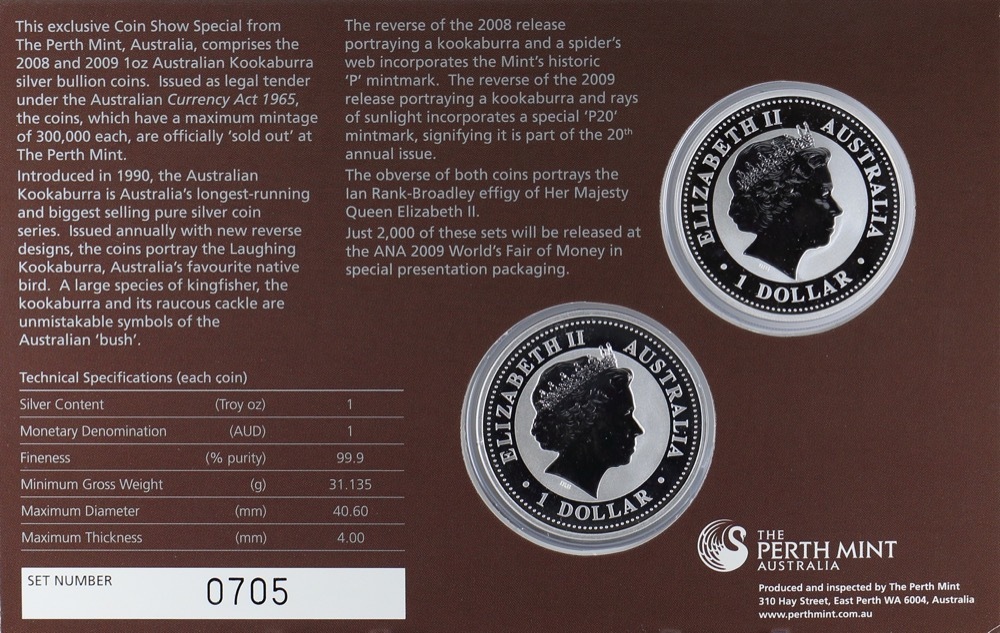 This exclusive Coin Show Special from
The Perth Mint, Australia, comprises the
2008 and 2009 1oz Australian Kookaburra
silver bullion coins. Issued as legal tender
under the Australian Currency Act 1965,
the coins, which have a maximum mintage
of 300,000 each, are officially 'sold out' at
The Perth Mint.
Introduced in 1990, the Australian
Kookaburra is Australia's longest-running
and biggest selling pure silver coin
series. Issued annually with new reverse
designs, the coins portray the Laughing
Kookaburra, Australia's favourite native
bird. A large species of kingfisher, the
kookaburra and its raucous cackle are
unmistakable symbols of the
Australian 'bush'.
The reverse of the 2008 release
portraying a kookaburra and a spider's
web incorporates the Mint's historic
'P' mintmark. The reverse of the 2009
release portraying a kookaburra and rays
of sunlight incorporates a special 'P20'
mintmark, signifying it is part of the 20th
annual issue.
The obverse of both coins portrays the
Ian Rank-Broadley effigy of Her Majesty
Queen Elizabeth II.
Just 2,000 of these sets will be released at
the ANA 2009 World's Fair of Money in
special presentation packaging.
ELIZABETH II AUSTRALIA
1 DOLLAR
ELIZABETH II AUSTRALIA
1 DOLLAR
Technical Specifications (each coin)
Silver Content (Troy oz) 1
Monetary Denomination (AUD) 1
Fineness (% purity) 99.9
Minimum Gross Weight (g) 31.135
Maximum Diameter (mm) 40.60
Maximum Thickness (mm) 4.00
SET NUMBER 0705
THE
PERTH MINT
AUSTRALIA
Produced and inspected by The Perth Mint
310 Hay Street, East Perth WA 6004, Australia
www.perthmint.com.au